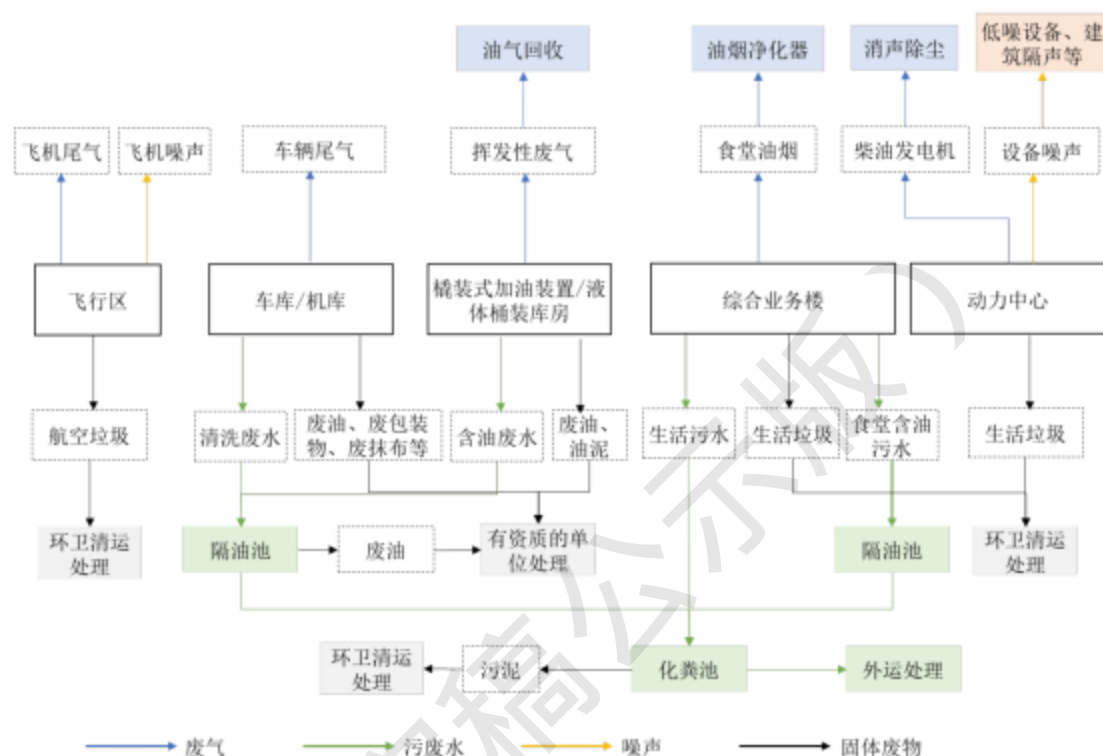 油气回收
油烟净化器
消声除尘
低噪设备、建
筑隔声等
飞机尾气
飞机噪声
车辆尾气
挥发性废气
食堂油烟
柴油发电机
设备噪声
飞行区
车库/机库
橇装式加油装置/液
体桶装库房
综合业务楼
动力中心
航空垃圾
清洗废水
废油、废包装
物、废抹布等
含油废水
废油、
油泥
生活污水
生活垃圾
食堂含油
污水
生活垃圾
环卫清运
处理
隔油池
废油
有资质的单
位处理
隔油池
环卫清运
处理
环卫清运
处理
污泥
化粪池
外运处理
废气
污废水
噪声
固体废物
稿公示版）